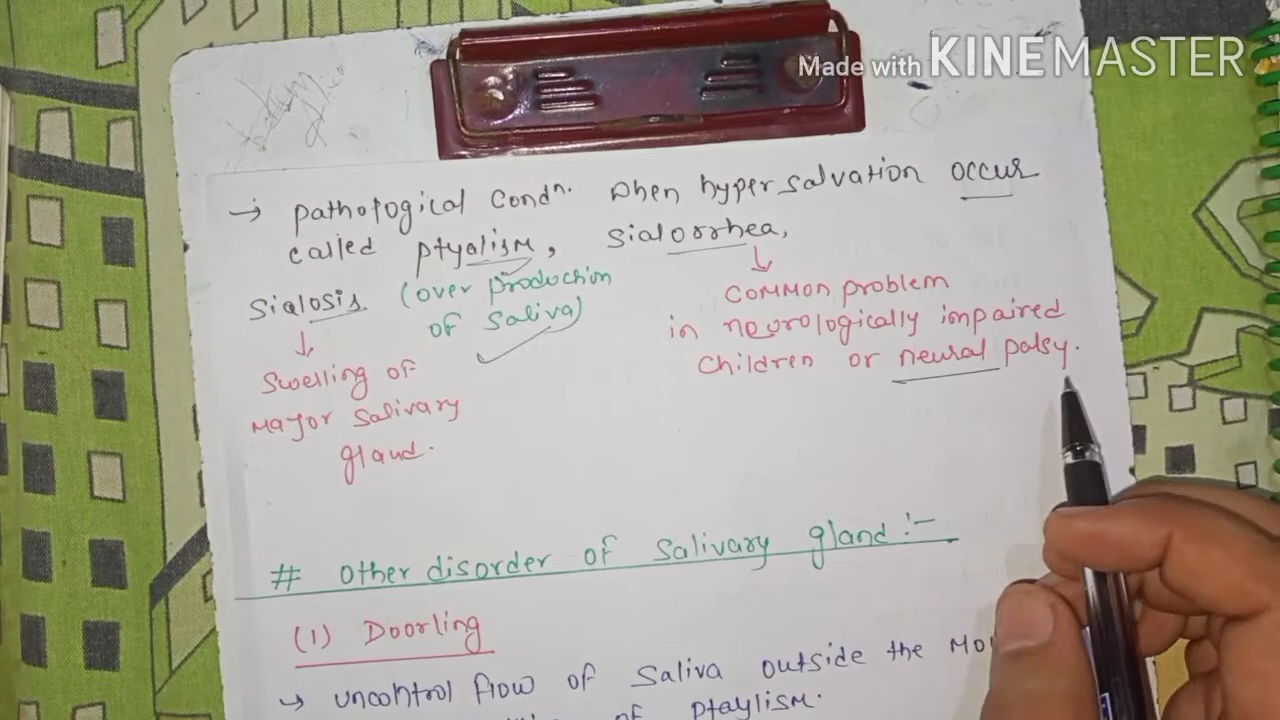 Made with KINEMASTER
→ pathological Condn. When hypersalvation occur
called ptyalism, Sialorrhea,
Sialosis (over production
of saliva)
↓
Swelling of
Major Salivary
gland.
↓
Common problem
in neurologically impaired
Children or neural palsy.
# Other disorder of Salivary gland :-
(1) Doorling
→ uncontrol flow of Saliva outside the
of ptaylism.